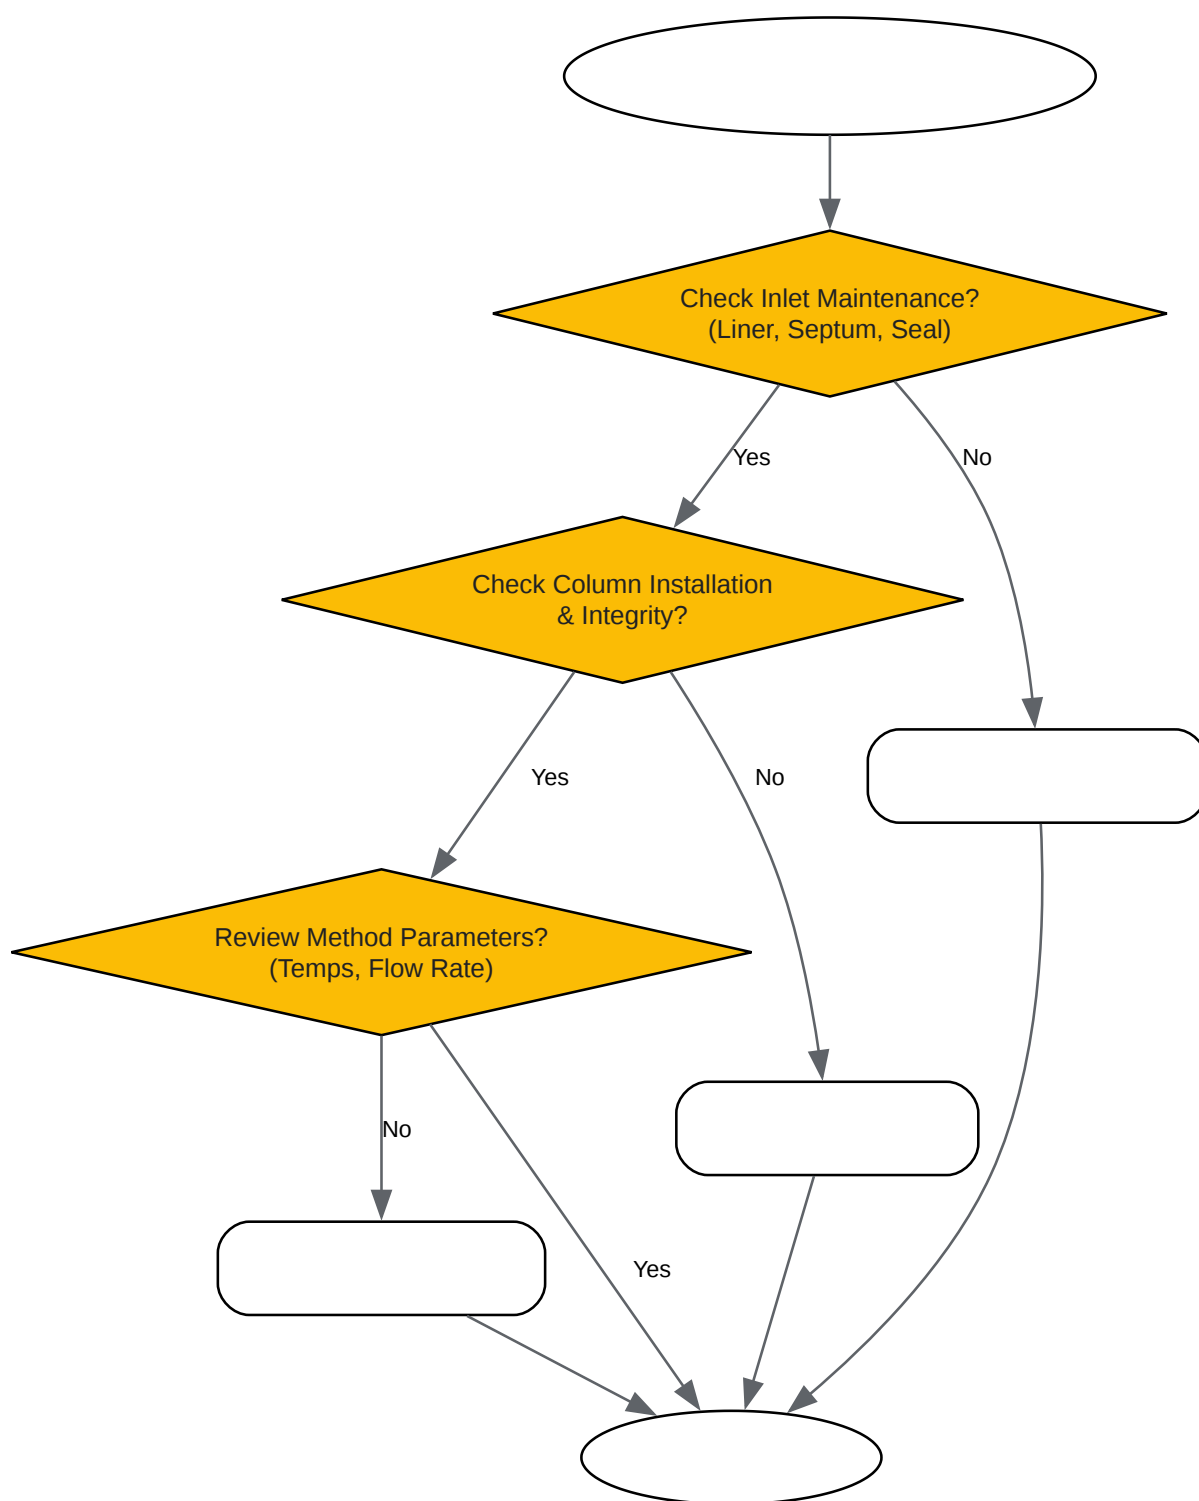 Check Inlet Maintenance?
(Liner, Septum, Seal)
Yes
No
Check Column Installation
& Integrity?
Yes
No
Review Method Parameters?
(Temps, Flow Rate)
No
Yes